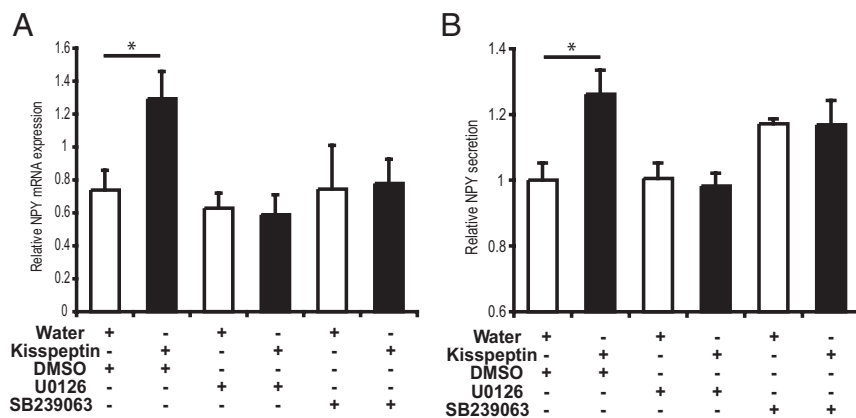 A
*
Relative NPY mRNA expression
1.6
1.4
1.2
1
0.8
0.6
0.4
0.2
0
Water + - + - + -
Kisspeptin - + - + - +
DMSO + + - - - -
U0126 - - + + - -
SB239063 - - - - + +
B
*
Relative NPY secretion
1.4
1.2
1
0.8
0.6
Water + - + - + -
Kisspeptin - + - + - +
DMSO + + - - - -
U0126 - - + + - -
SB239063 - - - - + +